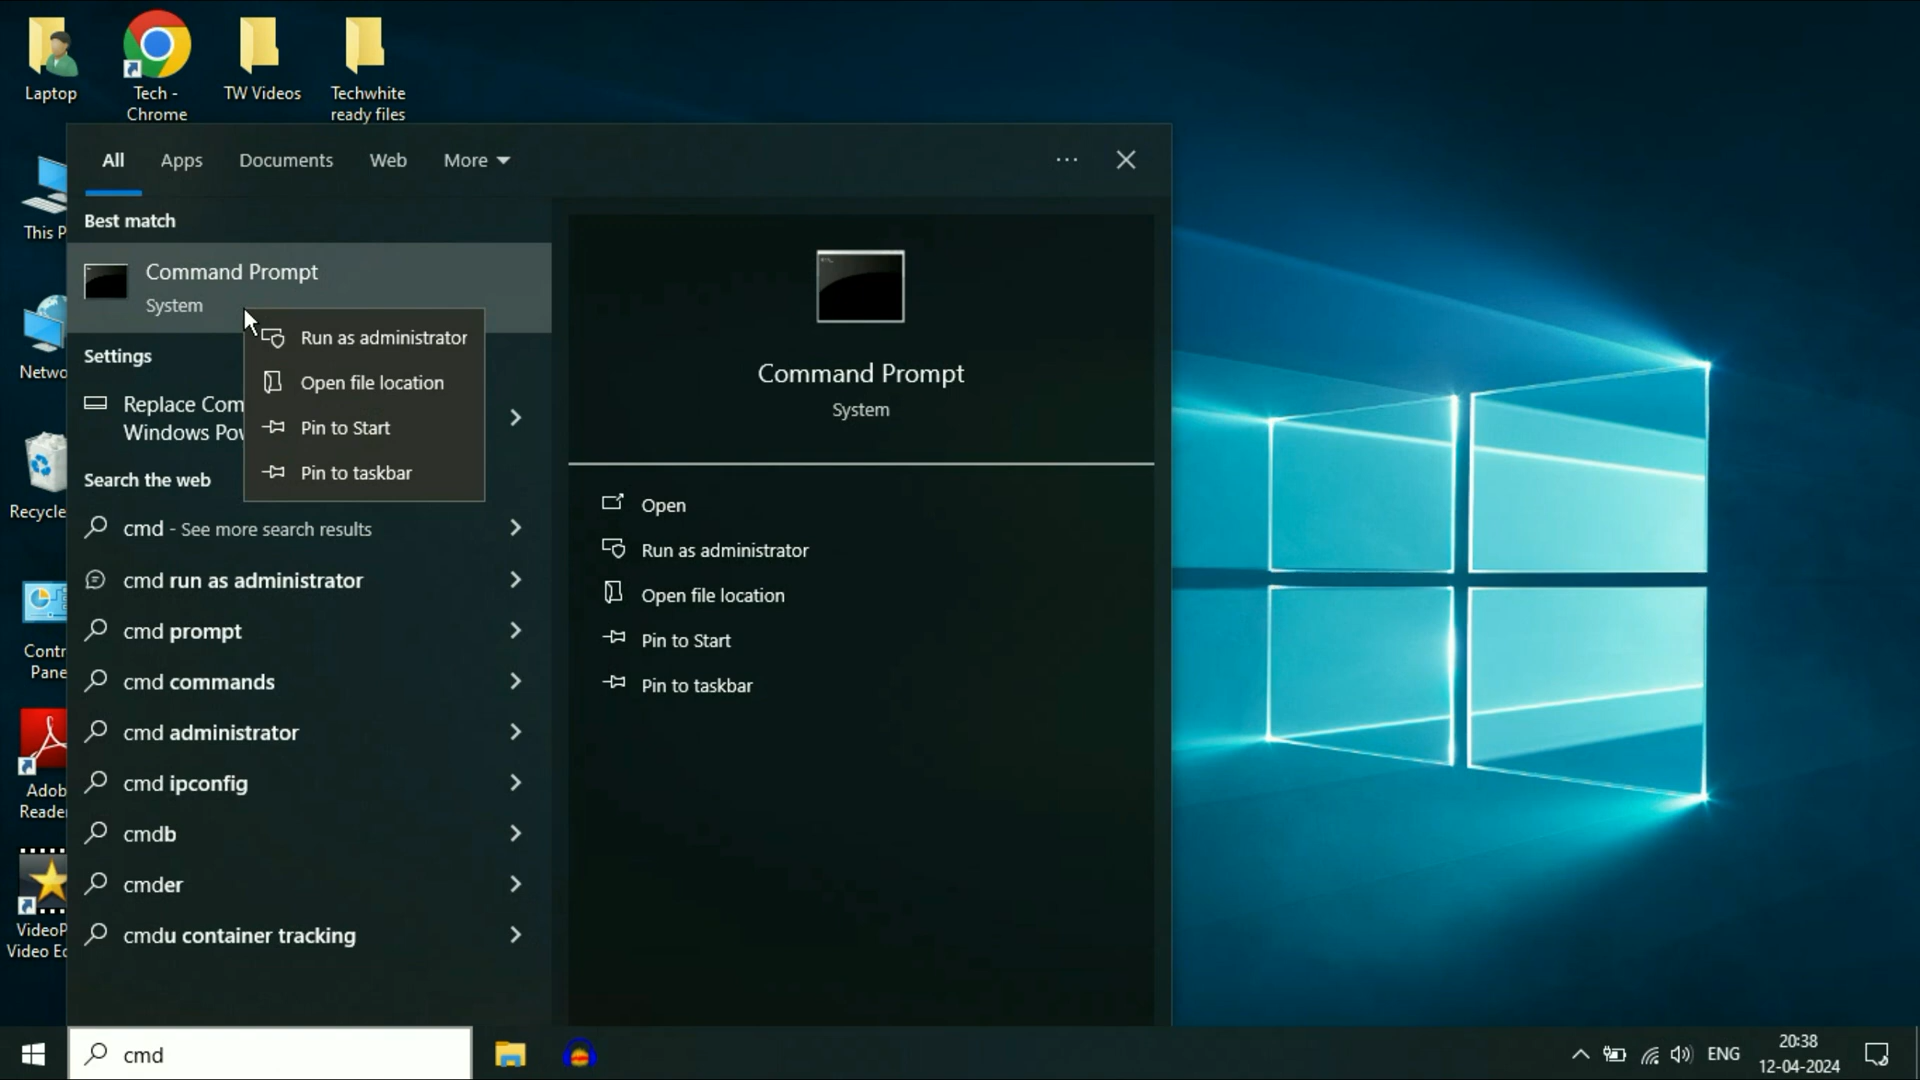 Laptop
Tech -
Chrome
TW Videos
Techwhite
ready files
All
Apps
Documents
Web
More
Best match
Command Prompt
System
Run as administrator
Open file location
Pin to Start
Pin to taskbar
Settings
Replace Com
Windows Pov
Search the web
cmd - See more search results
cmd run as administrator
cmd prompt
cmd commands
cmd administrator
cmd ipconfig
cmdb
cmder
cmdu container tracking
Command Prompt
System
Open
Run as administrator
Open file location
Pin to Start
Pin to taskbar
This P
Netwo
Recycle
Contr
Pane
Adob
Reade
VideoP
Video Ec
cmd
ENG
20:38
12-04-2024